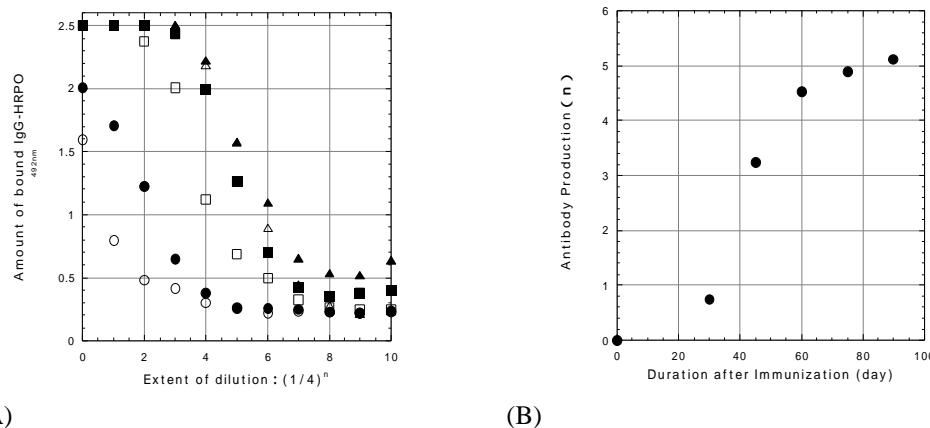 2.5
2
1.5
1
0.5
0
0 2 4 6 8 10
Amount of bound IgG-HRPO
492nm
Extent of dilution : (1/4)n
6
5
4
3
2
1
0
0 20 40 60 80 100
Antibody Production (n)
Duration after Immunization (day)
A)
(B)